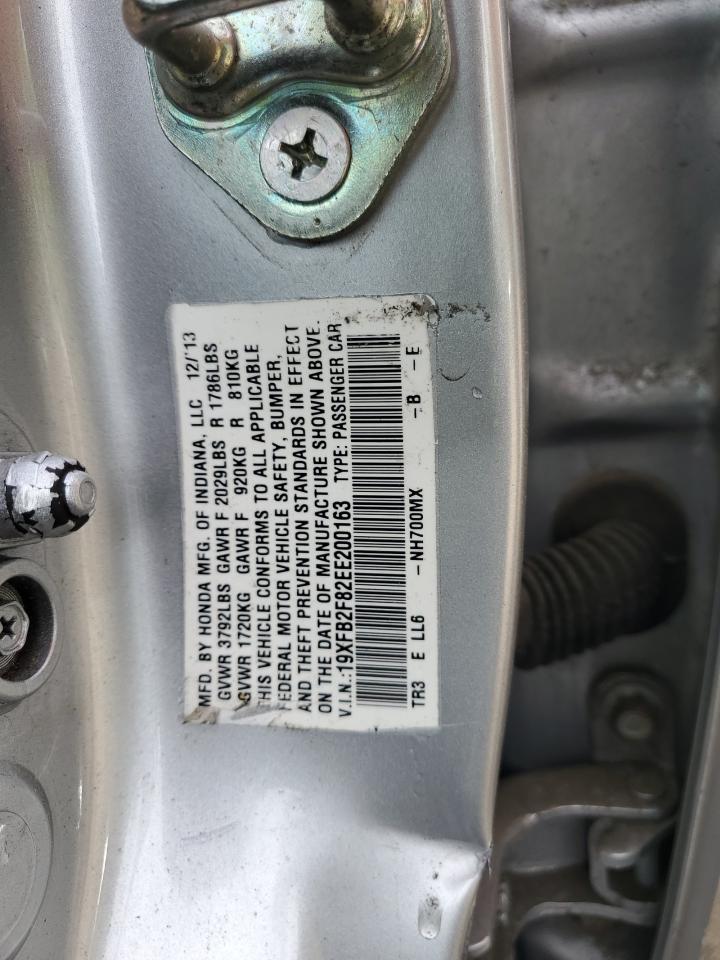 MFD. BY HONDA MFG. OF INDIANA, LLC 12/'13
GVWR 3792LBS GAWR F 2029LBS R 1786LBS
GVWR 1720KG GAWR F 920KG R 810KG
THIS VEHICLE CONFORMS TO ALL APPLICABLE
FEDERAL MOTOR VEHICLE SAFETY, BUMPER,
AND THEFT PREVENTION STANDARDS IN EFFECT
ON THE DATE OF MANUFACTURE SHOWN ABOVE.
V.I.N.:19XFB2F82EE200163 TYPE: PASSENGER CAR
TR3 E LL6 -NH700MX -B -E